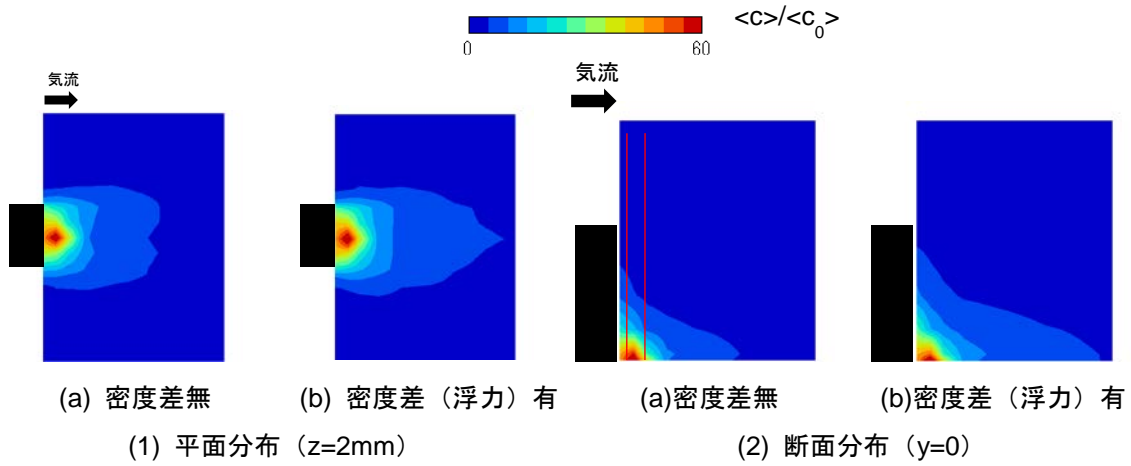 <c>/<c₀>
0 60
気流
気流
(a) 密度差無
(b) 密度差（浮力）有
(a)密度差無
(b)密度差（浮力）有
(1) 平面分布（z=2mm）
(2) 断面分布（y=0）